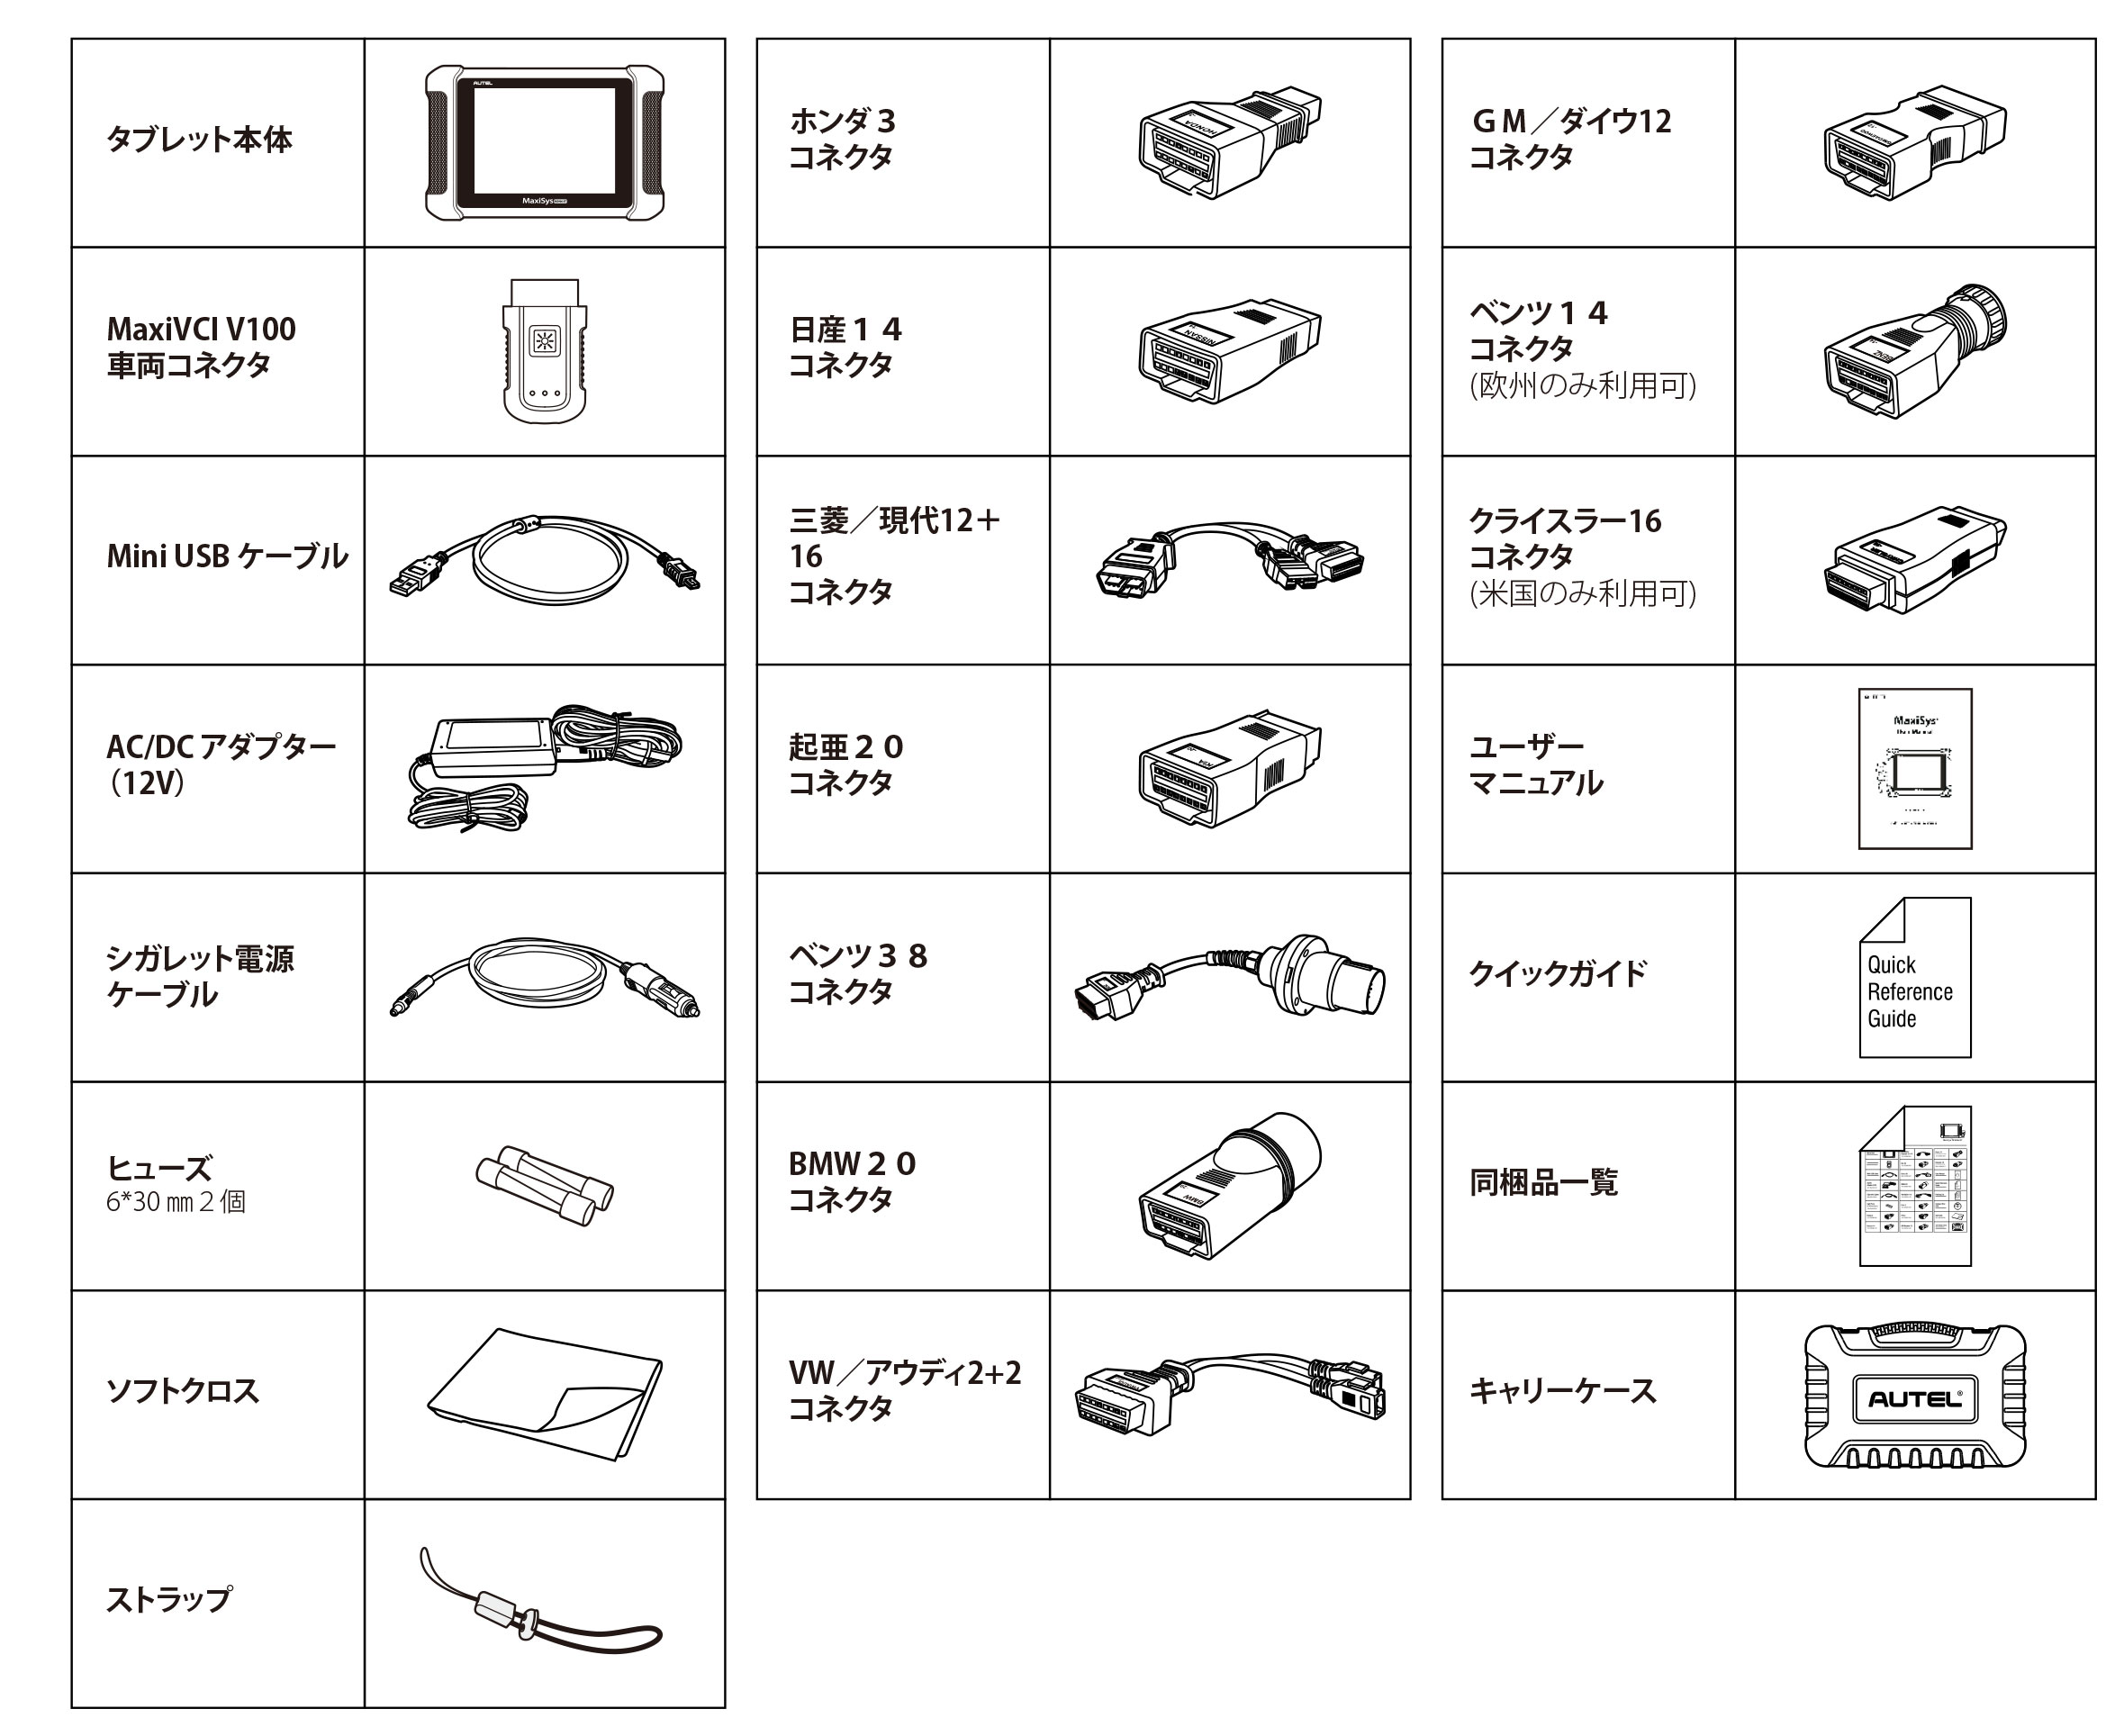 タブレット本体
AUTEL
MaxiSys
MaxiVCI V100
車両コネクタ
Mini USB ケーブル
AC/DC アダプター
（12V）
シガレット電源
ケーブル
ヒューズ
6*30 ㎜ 2 個
ソフトクロス
ストラップ
ホンダ 3
コネクタ
HONDA
日産１４
コネクタ
NISSAN
三菱／現代12＋
16
コネクタ
起亜２０
コネクタ
KIA
ベンツ３８
コネクタ
BMW２０
コネクタ
BMW
VW／アウディ2+2
コネクタ
ＧＭ／ダイウ12
コネクタ
ベンツ１４
コネクタ
(欧州のみ利用可)
BENZ
クライスラー16
コネクタ
(米国のみ利用可)
ユーザー
マニュアル
MaxiSys
クイックガイド
Quick
Reference
Guide
同梱品一覧
キャリーケース
AUTEL®